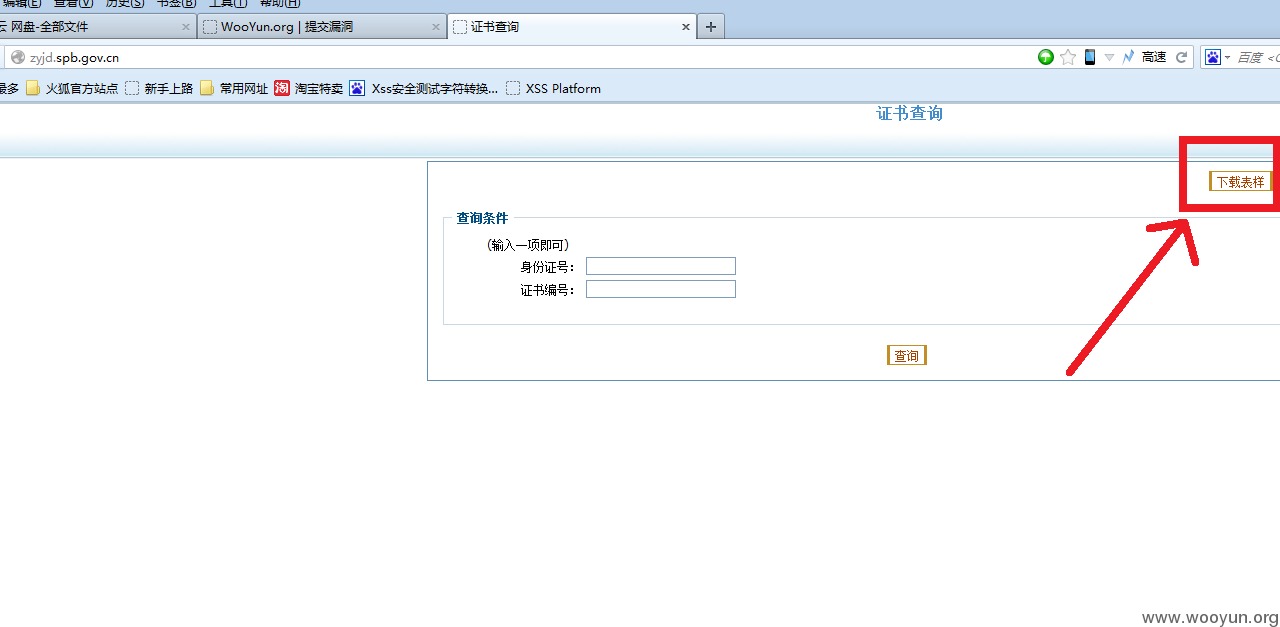 编辑(E) 查看(V) 历史(S) 书签(B) 工具(T) 帮助(H)
云 网盘-全部文件 × WooYun.org | 提交漏洞 × 证书查询 × +
zyjd.spb.gov.cn 高速 百度 <C
最多 火狐官方站点 新手上路 常用网址 淘 淘宝特卖 Xss安全测试字符转换... XSS Platform
证书查询
下载表样
查询条件
(输入一项即可)
身份证号:
证书编号:
查询
www.wooyun.org